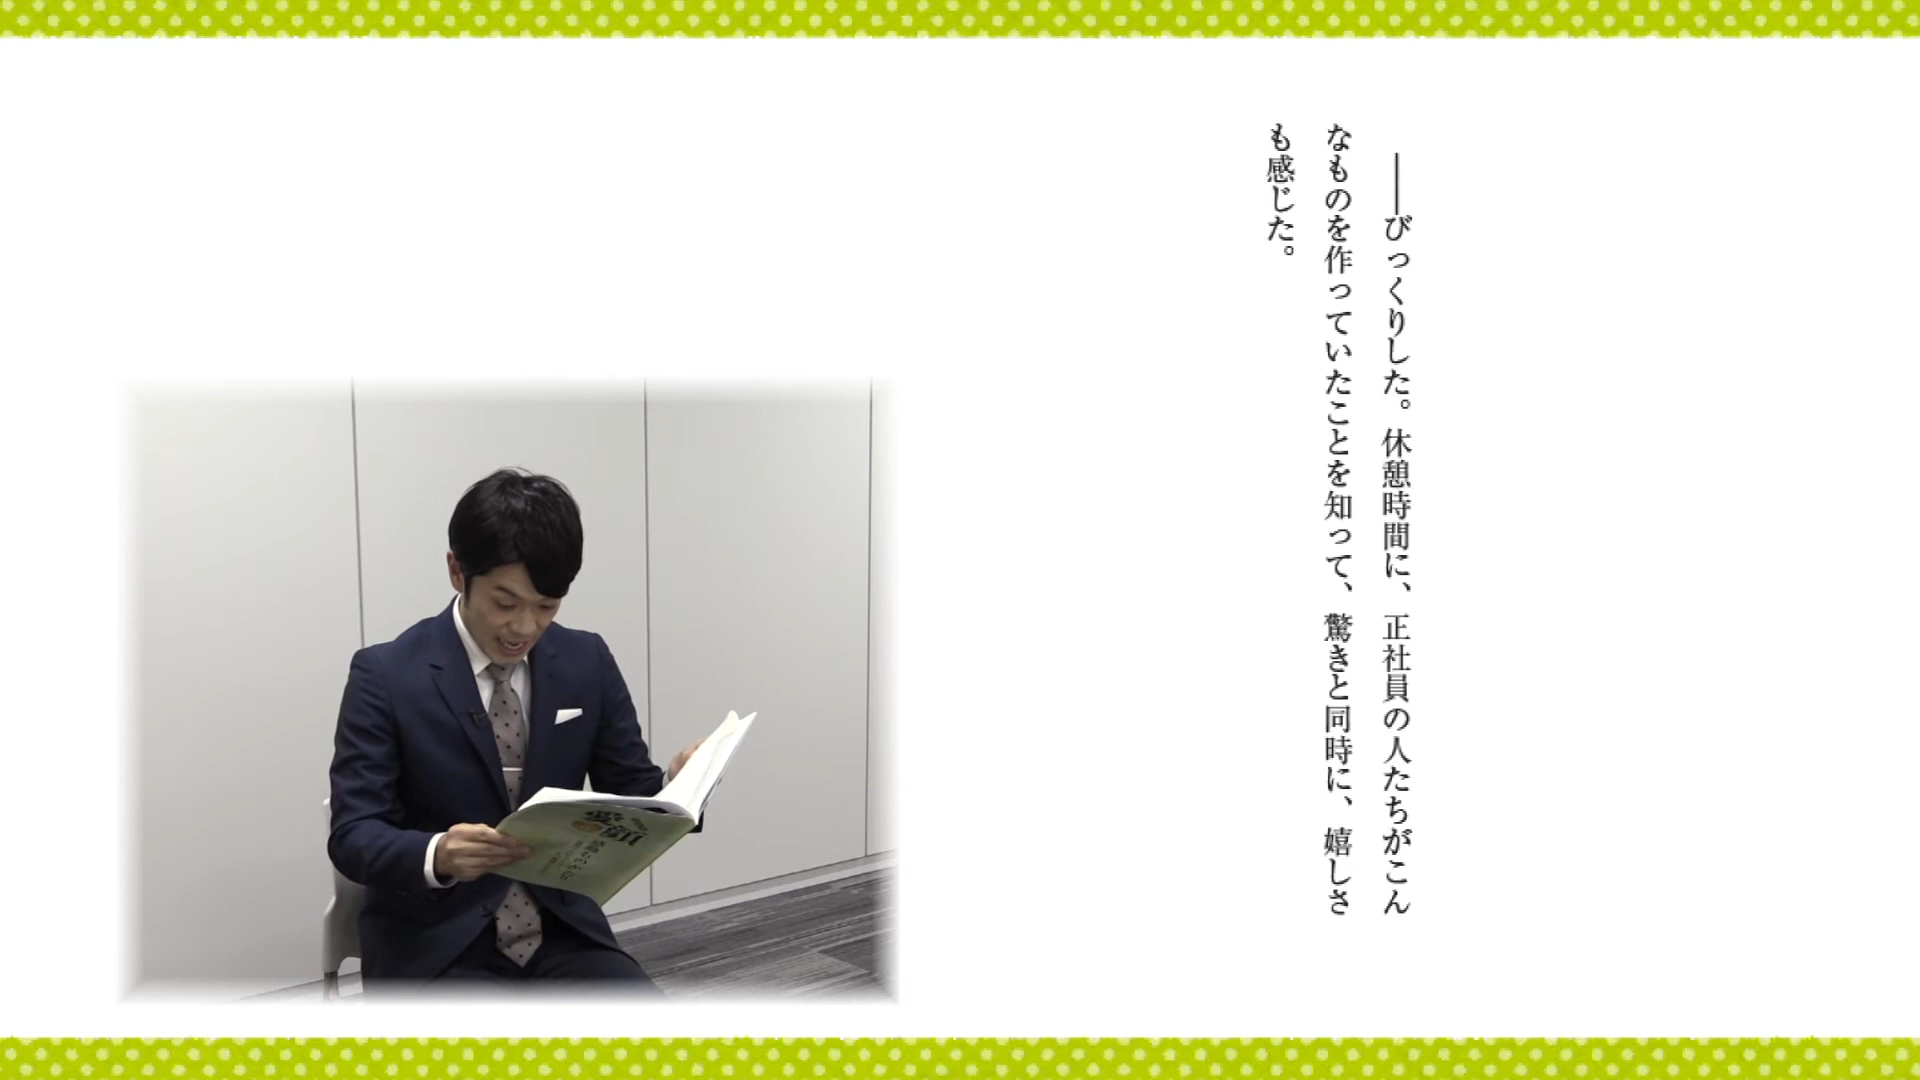 ――びっくりした。休憩時間に、正社員の人たちがこん
なものを作っていたことを知って、驚きと同時に、嬉しさ
も感じた。